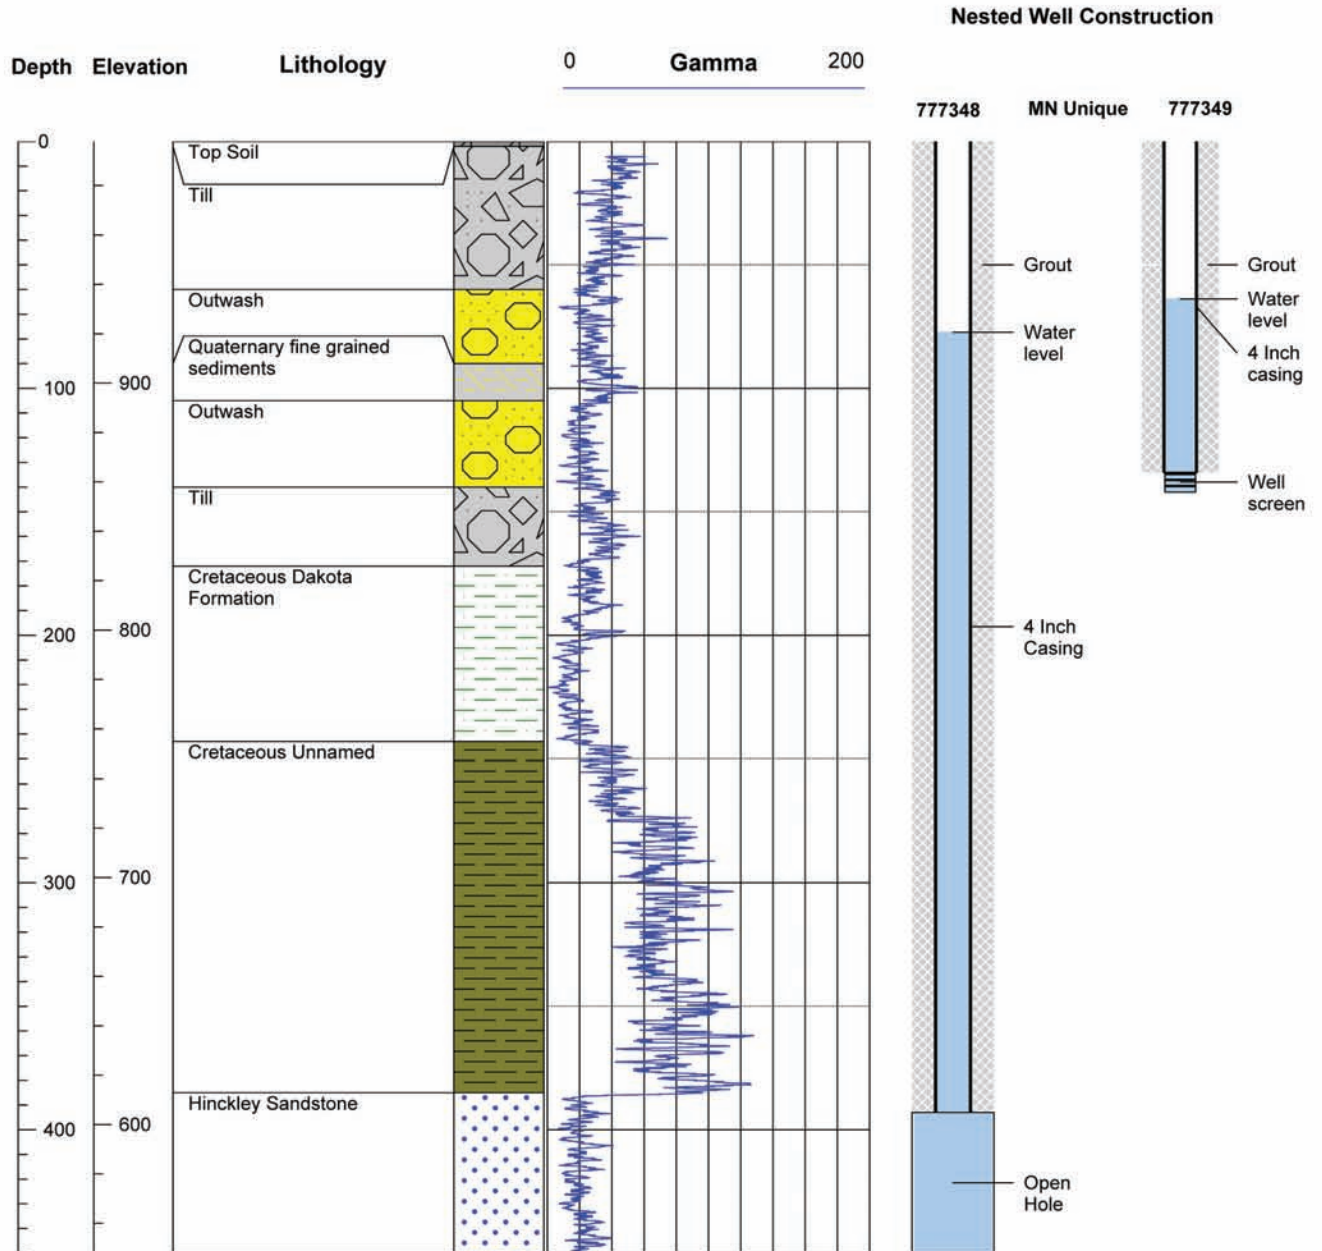 Nested Well Construction
Depth Elevation Lithology 0 Gamma 200
777348 MN Unique 777349
0
Top Soil
Till
Grout
Grout
Outwash
Water
level
Water
level
Quaternary fine grained
sediments
4 Inch
casing
900
100
Outwash
Well
screen
Till
Cretaceous Dakota
Formation
800
200
4 Inch
Casing
Cretaceous Unnamed
700
300
Hinckley Sandstone
600
400
Open
Hole